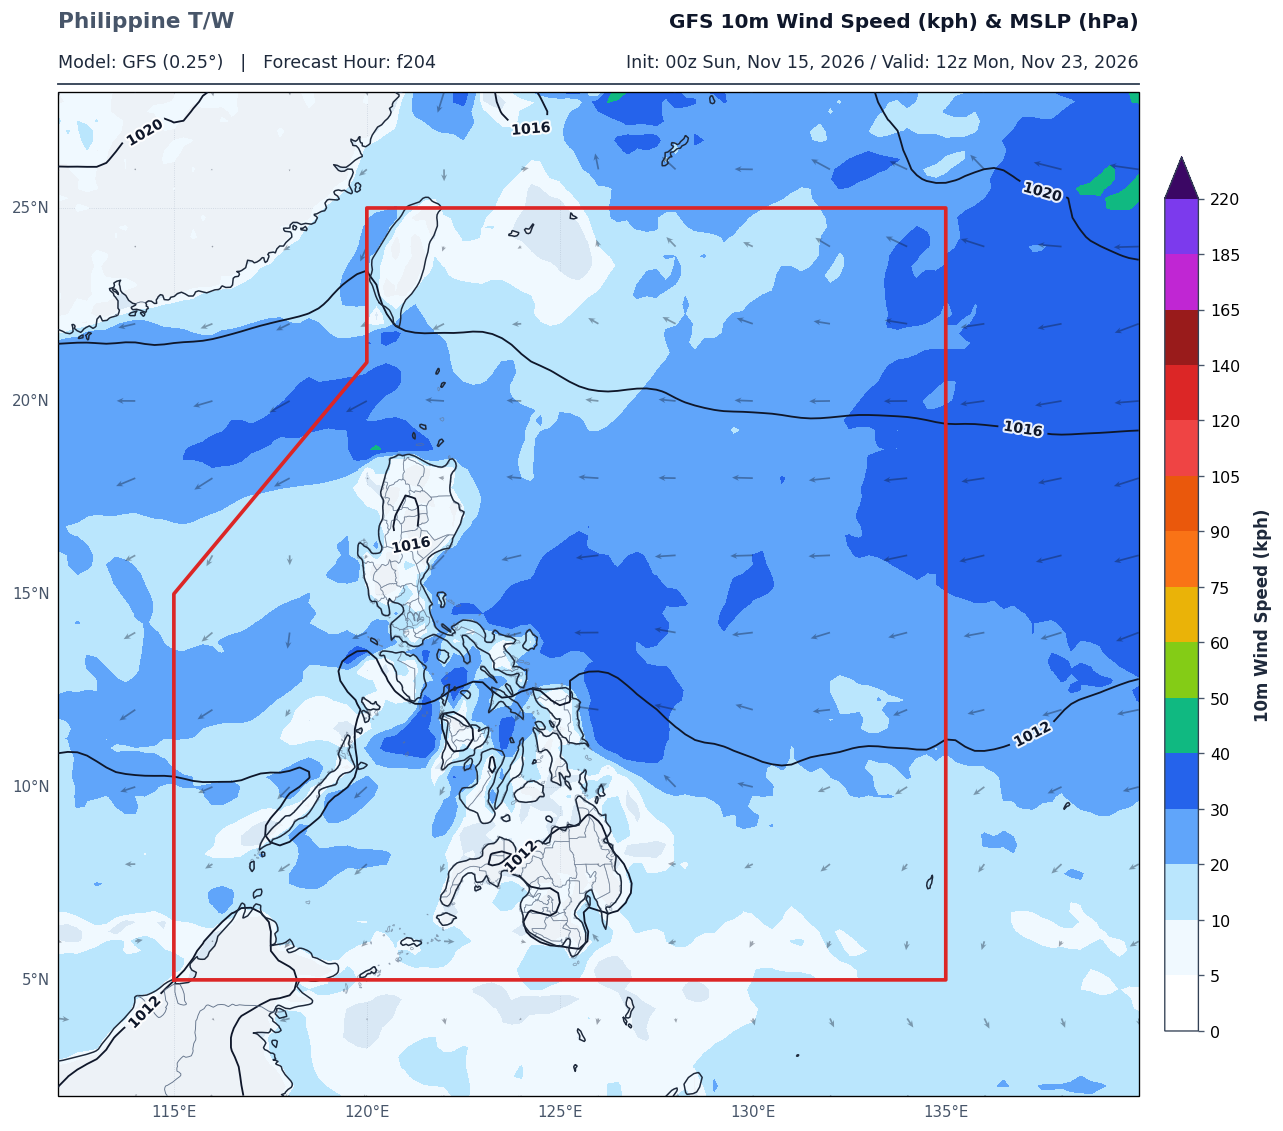 Philippine T/W
GFS 10m Wind Speed (kph) & MSLP (hPa)
Model: GFS (0.25°) | Forecast Hour: f204
Init: 00z Sun, Nov 15, 2026 / Valid: 12z Mon, Nov 23, 2026
1020
1016
1020
1016
1016
1012
1012
1012
25°N
20°N
15°N
10°N
5°N
115°E
120°E
125°E
130°E
135°E
220
185
165
140
120
105
90
75
60
50
40
30
20
10
5
0
10m Wind Speed (kph)